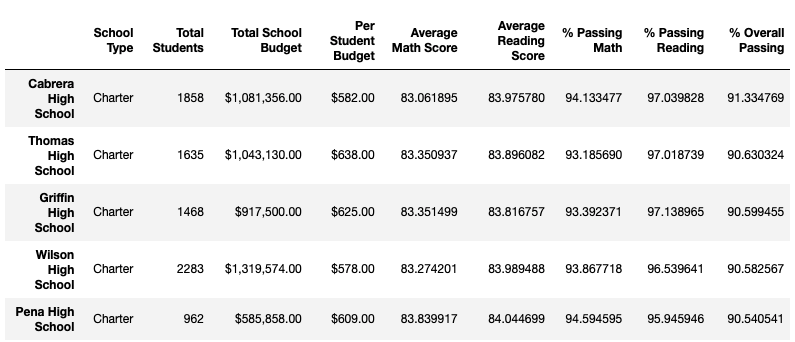 School Type Total Students Total School Budget Per Student Budget Average Math Score Average Reading Score % Passing Math % Passing Reading % Overall Passing
Cabrera High School Charter 1858 $1,081,356.00 $582.00 83.061895 83.975780 94.133477 97.039828 91.334769
Thomas High School Charter 1635 $1,043,130.00 $638.00 83.350937 83.896082 93.185690 97.018739 90.630324
Griffin High School Charter 1468 $917,500.00 $625.00 83.351499 83.816757 93.392371 97.138965 90.599455
Wilson High School Charter 2283 $1,319,574.00 $578.00 83.274201 83.989488 93.867718 96.539641 90.582567
Pena High School Charter 962 $585,858.00 $609.00 83.839917 84.044699 94.594595 95.945946 90.540541